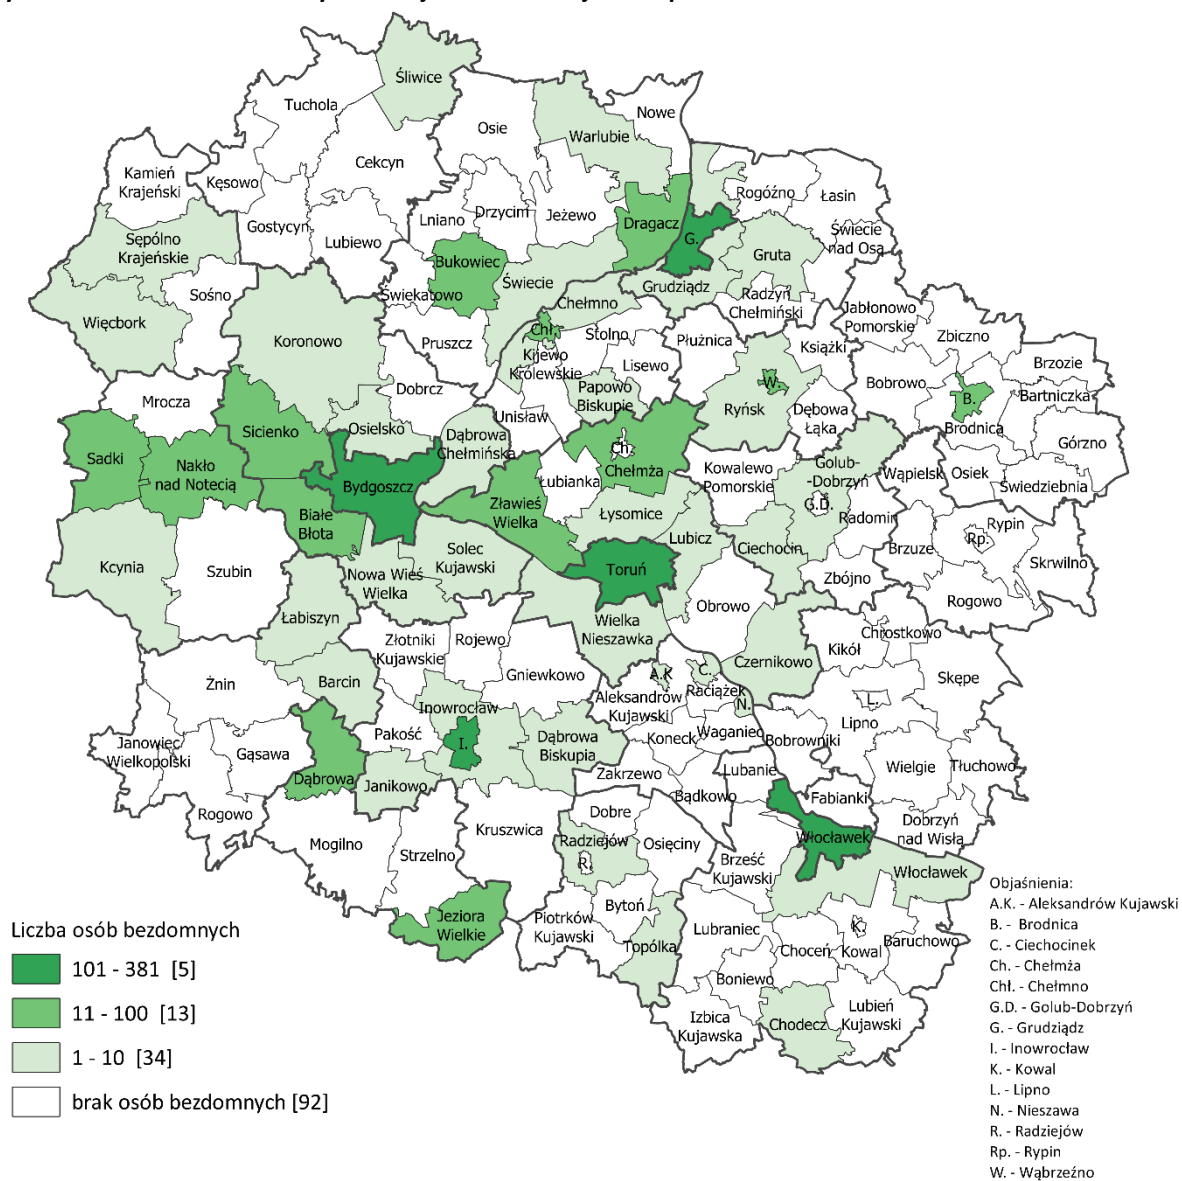 Śliwice
Tuchola
Nowe
Osie
Warlubie
Cekcyn
Kamień
Krajeński
Kęsowo
Rogóźno
Łasin
Drzycim
Jeżewo
Lniano
Gostycyn
Dragacz
Lubiewo
Świecie
nad Osą
G.
Sępólno
Krajeńskie
Gruta
Bukowiec
Świecie
Grudziądz
Sośno
Świekatowo
Radzyń
Chełmiński
Chełmno
Jabłonowo
Pomorskie
Więcbork
Chł.
Stolno
Zbiczno
Koronowo
Pruszcz
Płużnica
Książki
Kijewo
Królewskie
Lisewo
Brzozie
W.
Bobrowo
Dobrcz
Papowo
Biskupie
Bartniczka
B.
Mrocza
Ryńsk
Dębowa
Łąka
Unisław
Brodnica
Osielsko
Sicienko
Dąbrowa
Chełmińska
Górzno
Ch.
Chełmża
Sadki
Nakło
nad Notecią
Golub-
-Dobrzyń
Kowalewo
Pomorskie
Wąpielsk
Osiek
Łubianka
Bydgoszcz
Świedziebnia
Zławieś
Wielka
G.D.
Białe
Błota
Łysomice
Radomin
Rypin
Rp.
Lubicz
Ciechocin
Brzuze
Solec
Kujawski
Skrwilno
Kcynia
Szubin
Toruń
Nowa Wieś
Wielka
Zbójno
Rogowo
Obrowo
Łabiszyn
Wielka
Nieszawka
Złotniki
Kujawskie
Rojewo
Chrostkowo
Kikół
Czernikowo
A.K
C.
Gniewkowo
Skępe
Żnin
Barcin
Raciążek
Aleksandrów
Kujawski
N.
L.
Inowrocław
Lipno
Pakość
Waganiec
I.
Dąbrowa
Biskupia
Koneck
Bobrowniki
Janowiec
Wielkopolski
Gąsawa
Wielgie
Tłuchowo
Zakrzewo
Lubanie
Dąbrowa
Janikowo
Bądkowo
Fabianki
Rogowo
Dobre
Dobrzyń
nad Wisłą
Kruszwica
Włocławek
Mogilno
Radziejów
Osięciny
Strzelno
R.
Brześć
Kujawski
Włocławek
Bytoń
Jeziora
Wielkie
Piotrków
Kujawski
Lubraniec
K.
Baruchowo
Topólka
Choceń
Kowal
Boniewo
Lubień
Kujawski
Izbica
Kujawska
Chodecz
Liczba osób bezdomnych
101 - 381 [5]
11 - 100 [13]
1 - 10 [34]
brak osób bezdomnych [92]
Objaśnienia:
A.K. - Aleksandrów Kujawski
B. - Brodnica
C. - Ciechocinek
Ch. - Chełmża
Chł. - Chełmno
G.D. - Golub-Dobrzyń
G. - Grudziądz
I. - Inowrocław
K. - Kowal
L. - Lipno
N. - Nieszawa
R. - Radziejów
Rp. - Rypin
W. - Wąbrzeźno